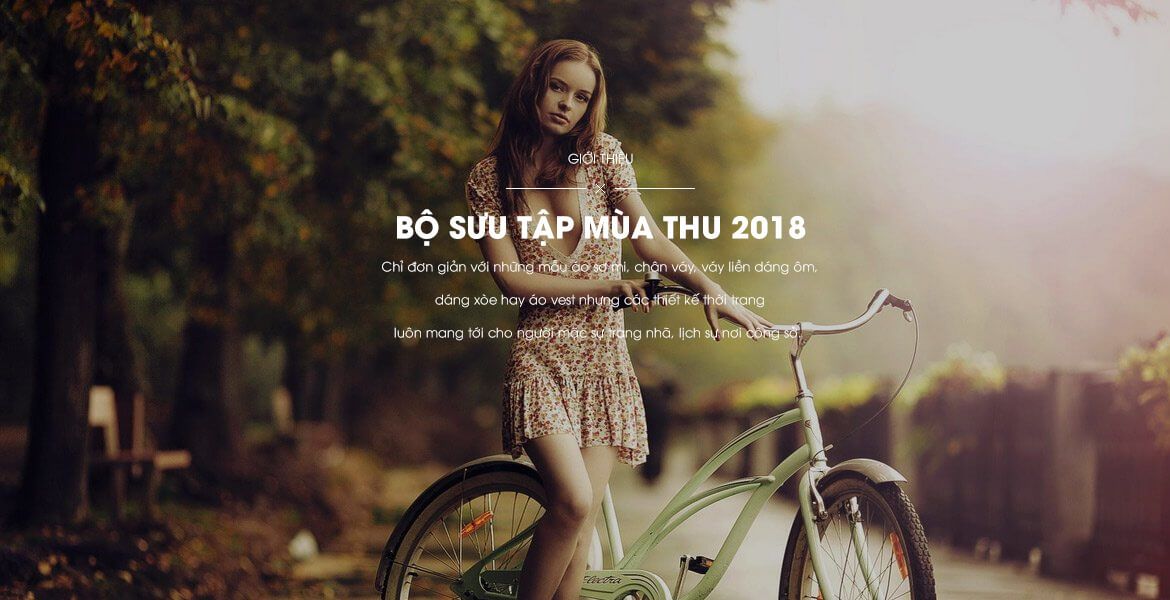 GIỚI THIỆU
BỘ SƯU TẬP MÙA THU 2018
Chỉ đơn giản với những mẫu áo sơ mi, chân váy, váy liền dáng ôm,
dáng xòe hay áo vest nhưng các thiết kế thời trang
luôn mang tới cho người mặc sự trang nhã, lịch sự nơi công sở.
Electra